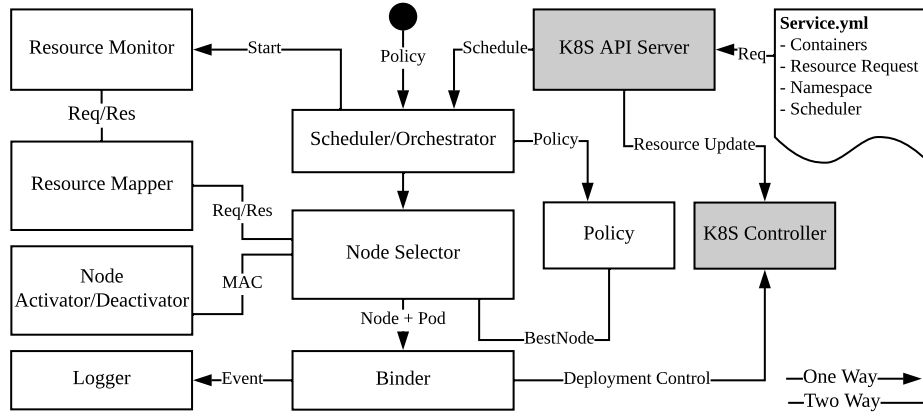 Resource Monitor
Start
Policy
Schedule
K8S API Server
Req
Service.yml
- Containers
- Resource Request
- Namespace
- Scheduler
Req/Res
Scheduler/Orchestrator
Policy
Resource Update
Resource Mapper
Req/Res
Node Selector
Policy
K8S Controller
Node
Activator/Deactivator
MAC
Node + Pod
BestNode
Logger
Event
Binder
Deployment Control
One Way
Two Way